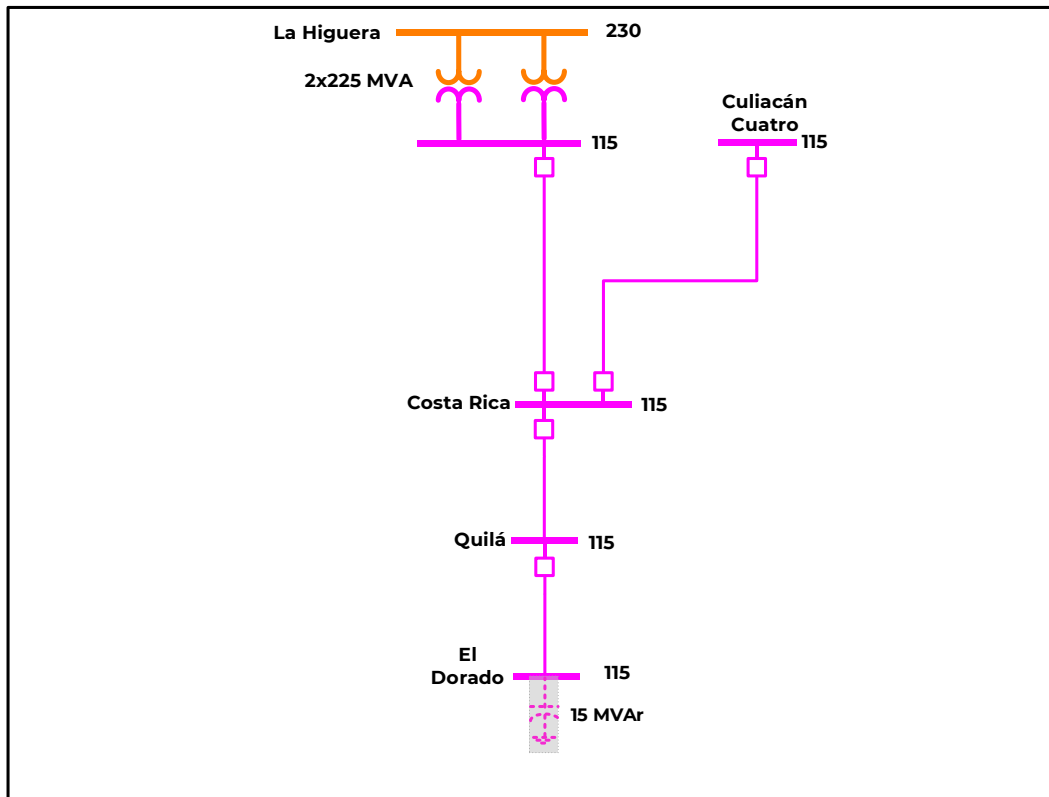 La Higuera
230
2x225 MVA
115
Culiacán
Cuatro
115
Costa Rica
115
Quilá
115
El
Dorado
115
15 MVAr